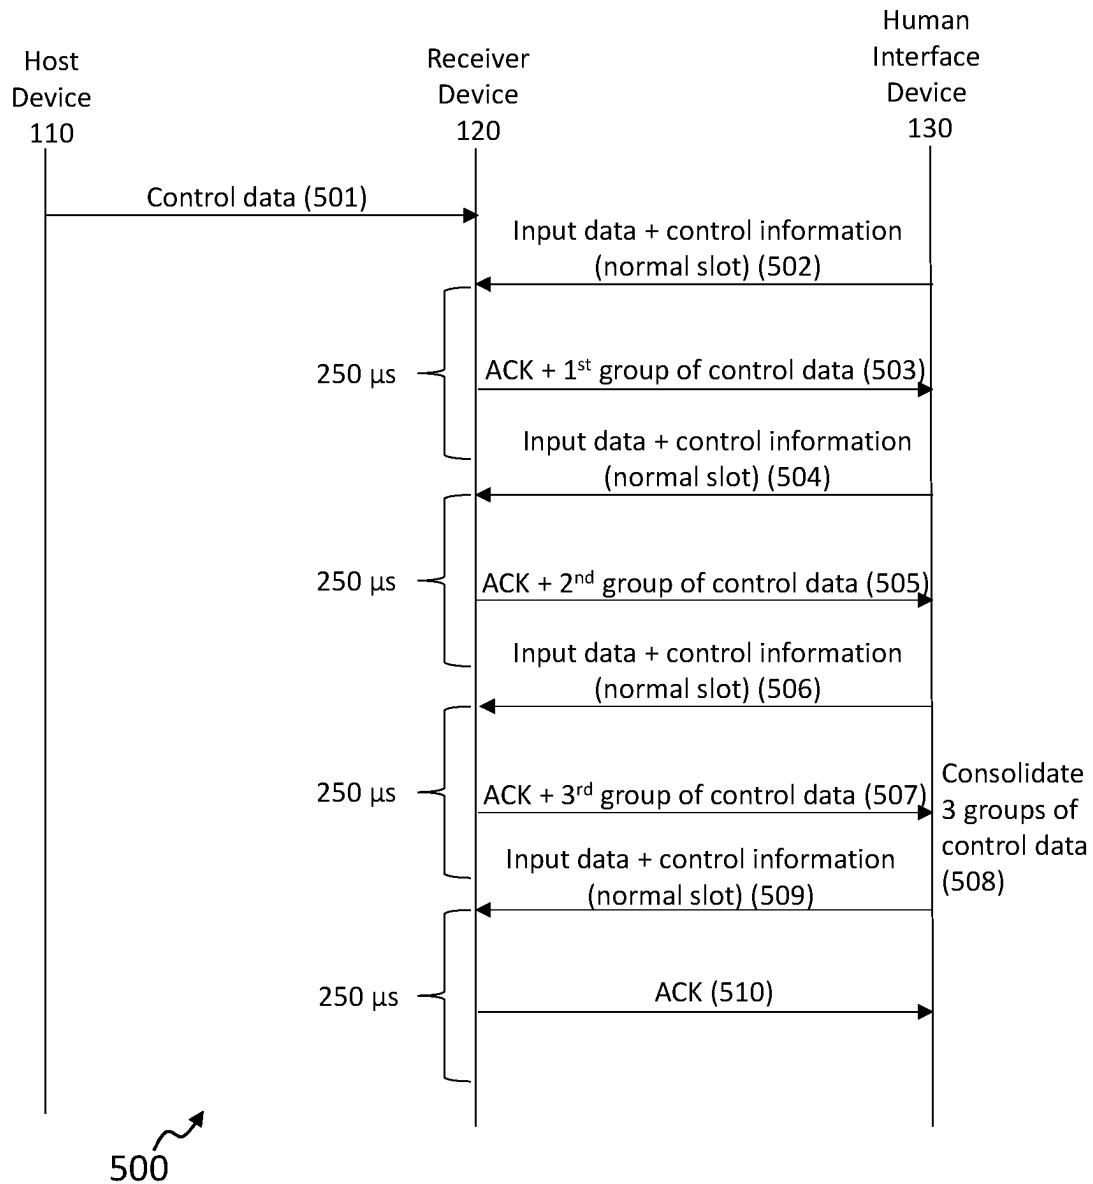 Host
Device
110
Receiver
Device
120
Human
Interface
Device
130
Control data (501)
Input data + control information
(normal slot) (502)
250 µs
ACK + 1st group of control data (503)
Input data + control information
(normal slot) (504)
250 µs
ACK + 2nd group of control data (505)
Input data + control information
(normal slot) (506)
250 µs
ACK + 3rd group of control data (507)
Consolidate
3 groups of
control data
(508)
Input data + control information
(normal slot) (509)
250 µs
ACK (510)
500